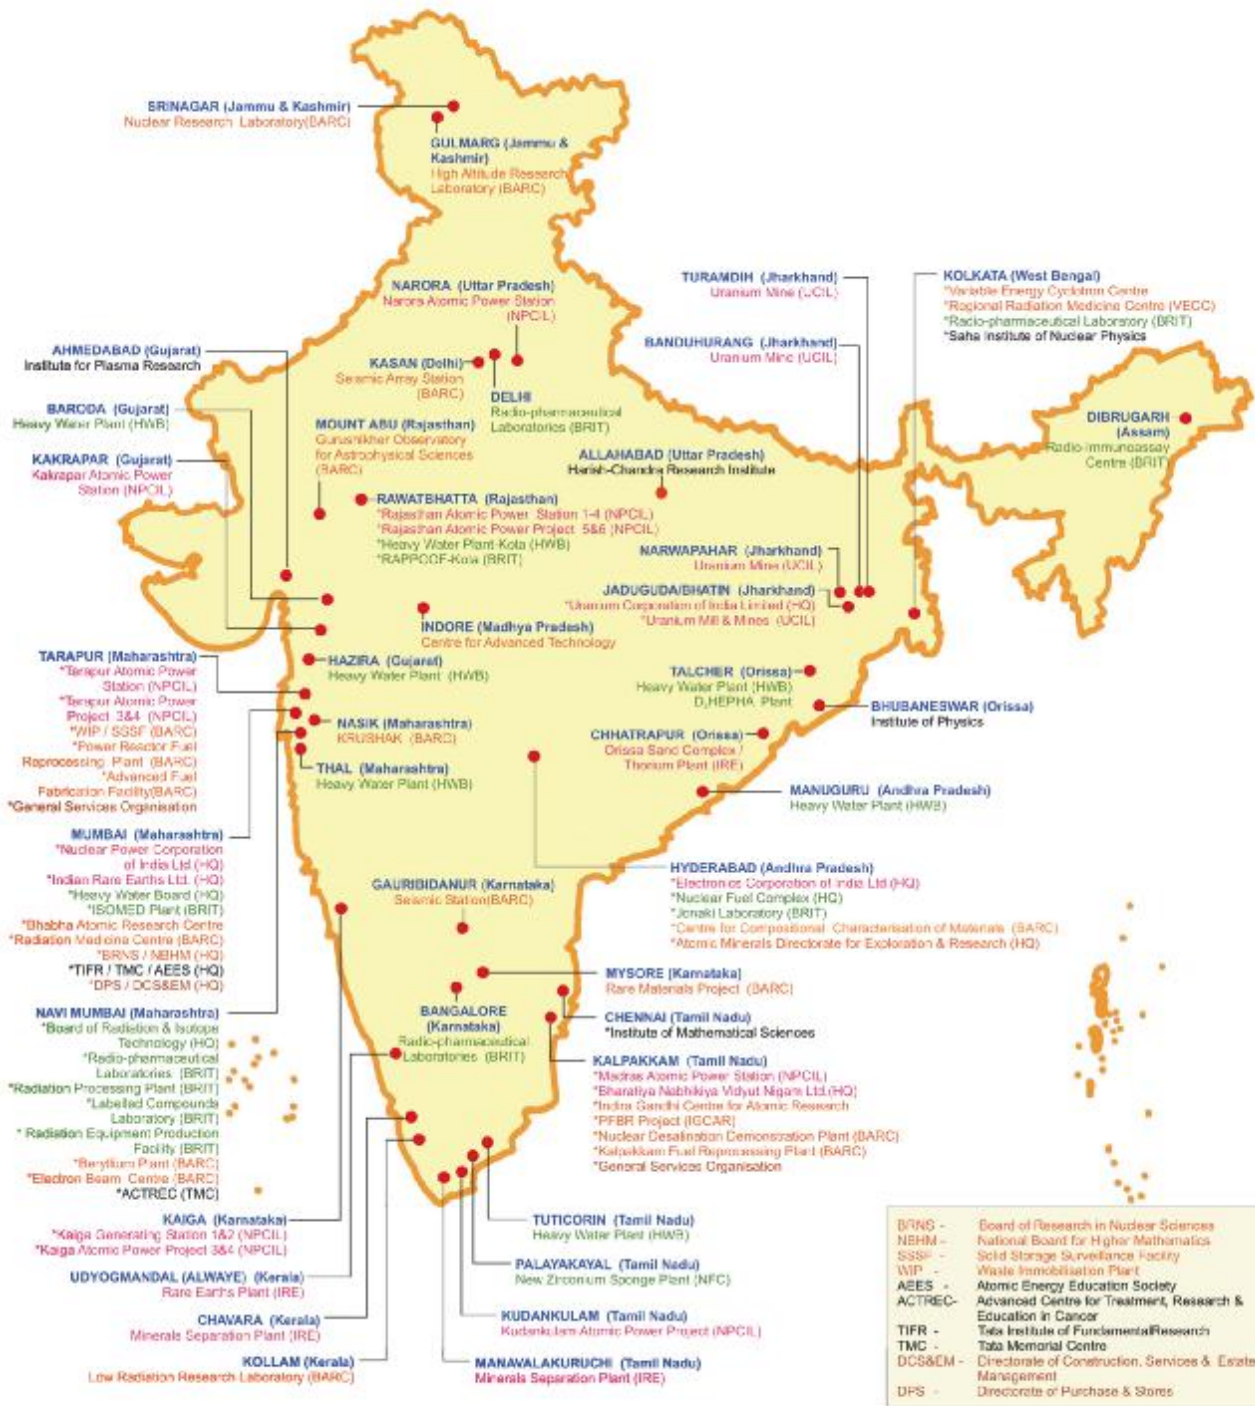 SRINAGAR (Jammu & Kashmir)
Nuclear Research Laboratory(BARC)
GULMARG (Jammu &
Kashmir)
High Altitude Research
Laboratory (BARC)
NARORA (Uttar Pradesh)
Narora Atomic Power Station
(NPCIL)
TURAMDIH (Jharkhand)
Uranium Mine (UCIL)
KOLKATA (West Bengal)
*Variable Energy Cyclotron Centre
*Regional Radiation Medicine Centre (VECC)
*Radio-pharmaceutical Laboratory (BRIT)
*Saha Institute of Nuclear Physics
BANDUHURANG (Jharkhand)
Uranium Mine (UCIL)
AHMEDABAD (Gujarat)
Institute for Plasma Research
KASAN (Delhi)
Seismic Array Station
(BARC)
DELHI
Radio-pharmaceutical
Laboratories (BRIT)
BARODA (Gujarat)
Heavy Water Plant (HWB)
MOUNT ABU (Rajasthan)
Gurushikher Observatory
for Astrophysical Sciences
(BARC)
DIBRUGARH
(Assam)
Radio-Immunoassay
Centre (BRIT)
KAKRAPAR (Gujarat)
Kakrapar Atomic Power
Station (NPCIL)
ALLAHABAD (Uttar Pradesh)
Harish-Chandra Research Institute
RAWATBHATTA (Rajasthan)
*Rajasthan Atomic Power Station 1-4 (NPCIL)
*Rajasthan Atomic Power Project 5&6 (NPCIL)
*Heavy Water Plant-Kota (HWB)
*RAPPCOF-Kota (BRIT)
NARWAPAHAR (Jharkhand)
Uranium Mine (UCIL)
JADUGUDA/BHATIN (Jharkhand)
*Uranium Corporation of India Limited (HQ)
*Uranium Mill & Mines (UCIL)
INDORE (Madhya Pradesh)
Centre for Advanced Technology
TARAPUR (Maharashtra)
*Tarapur Atomic Power
Station (NPCIL)
*Tarapur Atomic Power
Project 3&4 (NPCIL)
*WIP / SSSF (BARC)
*Power Reactor Fuel
Reprocessing Plant (BARC)
*Advanced Fuel
Fabrication Facility(BARC)
*General Services Organisation
HAZIRA (Gujarat)
Heavy Water Plant (HWB)
TALCHER (Orissa)
Heavy Water Plant (HWB)
D₂HEPHA Plant
BHUBANESWAR (Orissa)
Institute of Physics
NASIK (Maharashtra)
KRUSHAK (BARC)
CHHATRAPUR (Orissa)
Orissa Sand Complex /
Thorium Plant (IRE)
THAL (Maharashtra)
Heavy Water Plant (HWB)
MANUGURU (Andhra Pradesh)
Heavy Water Plant (HWB)
MUMBAI (Maharashtra)
*Nuclear Power Corporation
of India Ltd (HQ)
*Indian Rare Earths Ltd. (HQ)
*Heavy Water Board (HQ)
*ISOMED Plant (BRIT)
*Bhabha Atomic Research Centre
*Radiation Medicine Centre (BARC)
*BRNS / NBHM (HQ)
*TIFR / TMC / AEES (HQ)
*DPS / DCS&EM (HQ)
HYDERABAD (Andhra Pradesh)
*Electronics Corporation of India Ltd (HQ)
*Nuclear Fuel Complex (HQ)
*Jonaki Laboratory (BRIT)
*Centre for Compositional Characterisation of Materials (BARC)
*Atomic Minerals Directorate for Exploration & Research (HQ)
GAURIBIDANUR (Karnataka)
Seismic Station(BARC)
MYSORE (Karnataka)
Rare Materials Project (BARC)
BANGALORE
(Karnataka)
Radio-pharmaceutical
Laboratories (BRIT)
CHENNAI (Tamil Nadu)
*Institute of Mathematical Sciences
NAVI MUMBAI (Maharashtra)
*Board of Radiation & Isotope
Technology (HQ)
*Radio-pharmaceutical
Laboratories (BRIT)
*Radiation Processing Plant (BRIT)
*Labelled Compounds
Laboratory (BRIT)
* Radiation Equipment Production
Facility (BRIT)
*Beryllium Plant (BARC)
*Electron Beam Centre (BARC)
*ACTREC (TMC)
KALPAKKAM (Tamil Nadu)
*Madras Atomic Power Station (NPCIL)
*Bharatiya Nabhikiya Vidyut Nigam Ltd.(HQ)
*Indira Gandhi Centre for Atomic Research
*PFBR Project (IGCAR)
*Nuclear Desalination Demonstration Plant (BARC)
*Kalpakkam Fuel Reprocessing Plant (BARC)
*General Services Organisation
KAIGA (Karnataka)
*Kaiga Generating Station 1&2 (NPCIL)
*Kaiga Atomic Power Project 3&4 (NPCIL)
TUTICORIN (Tamil Nadu)
Heavy Water Plant (HWB)
UDYOGMANDAL (ALWAYE) (Kerala)
Rare Earths Plant (IRE)
PALAYAKAYAL (Tamil Nadu)
New Zirconium Sponge Plant (NFC)
CHAVARA (Kerala)
Minerals Separation Plant (IRE)
KUDANKULAM (Tamil Nadu)
Kudankulam Atomic Power Project (NPCIL)
KOLLAM (Kerala)
Low Radiation Research Laboratory (BARC)
MANAVALAKURUCHI (Tamil Nadu)
Minerals Separation Plant (IRE)
BRNS - Board of Research in Nuclear Sciences
NBHM - National Board for Higher Mathematics
SSSF - Solid Storage Surveillance Facility
WIP - Waste Immobilisation Plant
AEES - Atomic Energy Education Society
ACTREC- Advanced Centre for Treatment, Research &
Education in Cancer
TIFR - Tata Institute of FundamentalResearch
TMC - Tata Memorial Centre
DCS&EM - Directorate of Construction, Services & Estate
Management
DPS - Directorate of Purchase & Stores